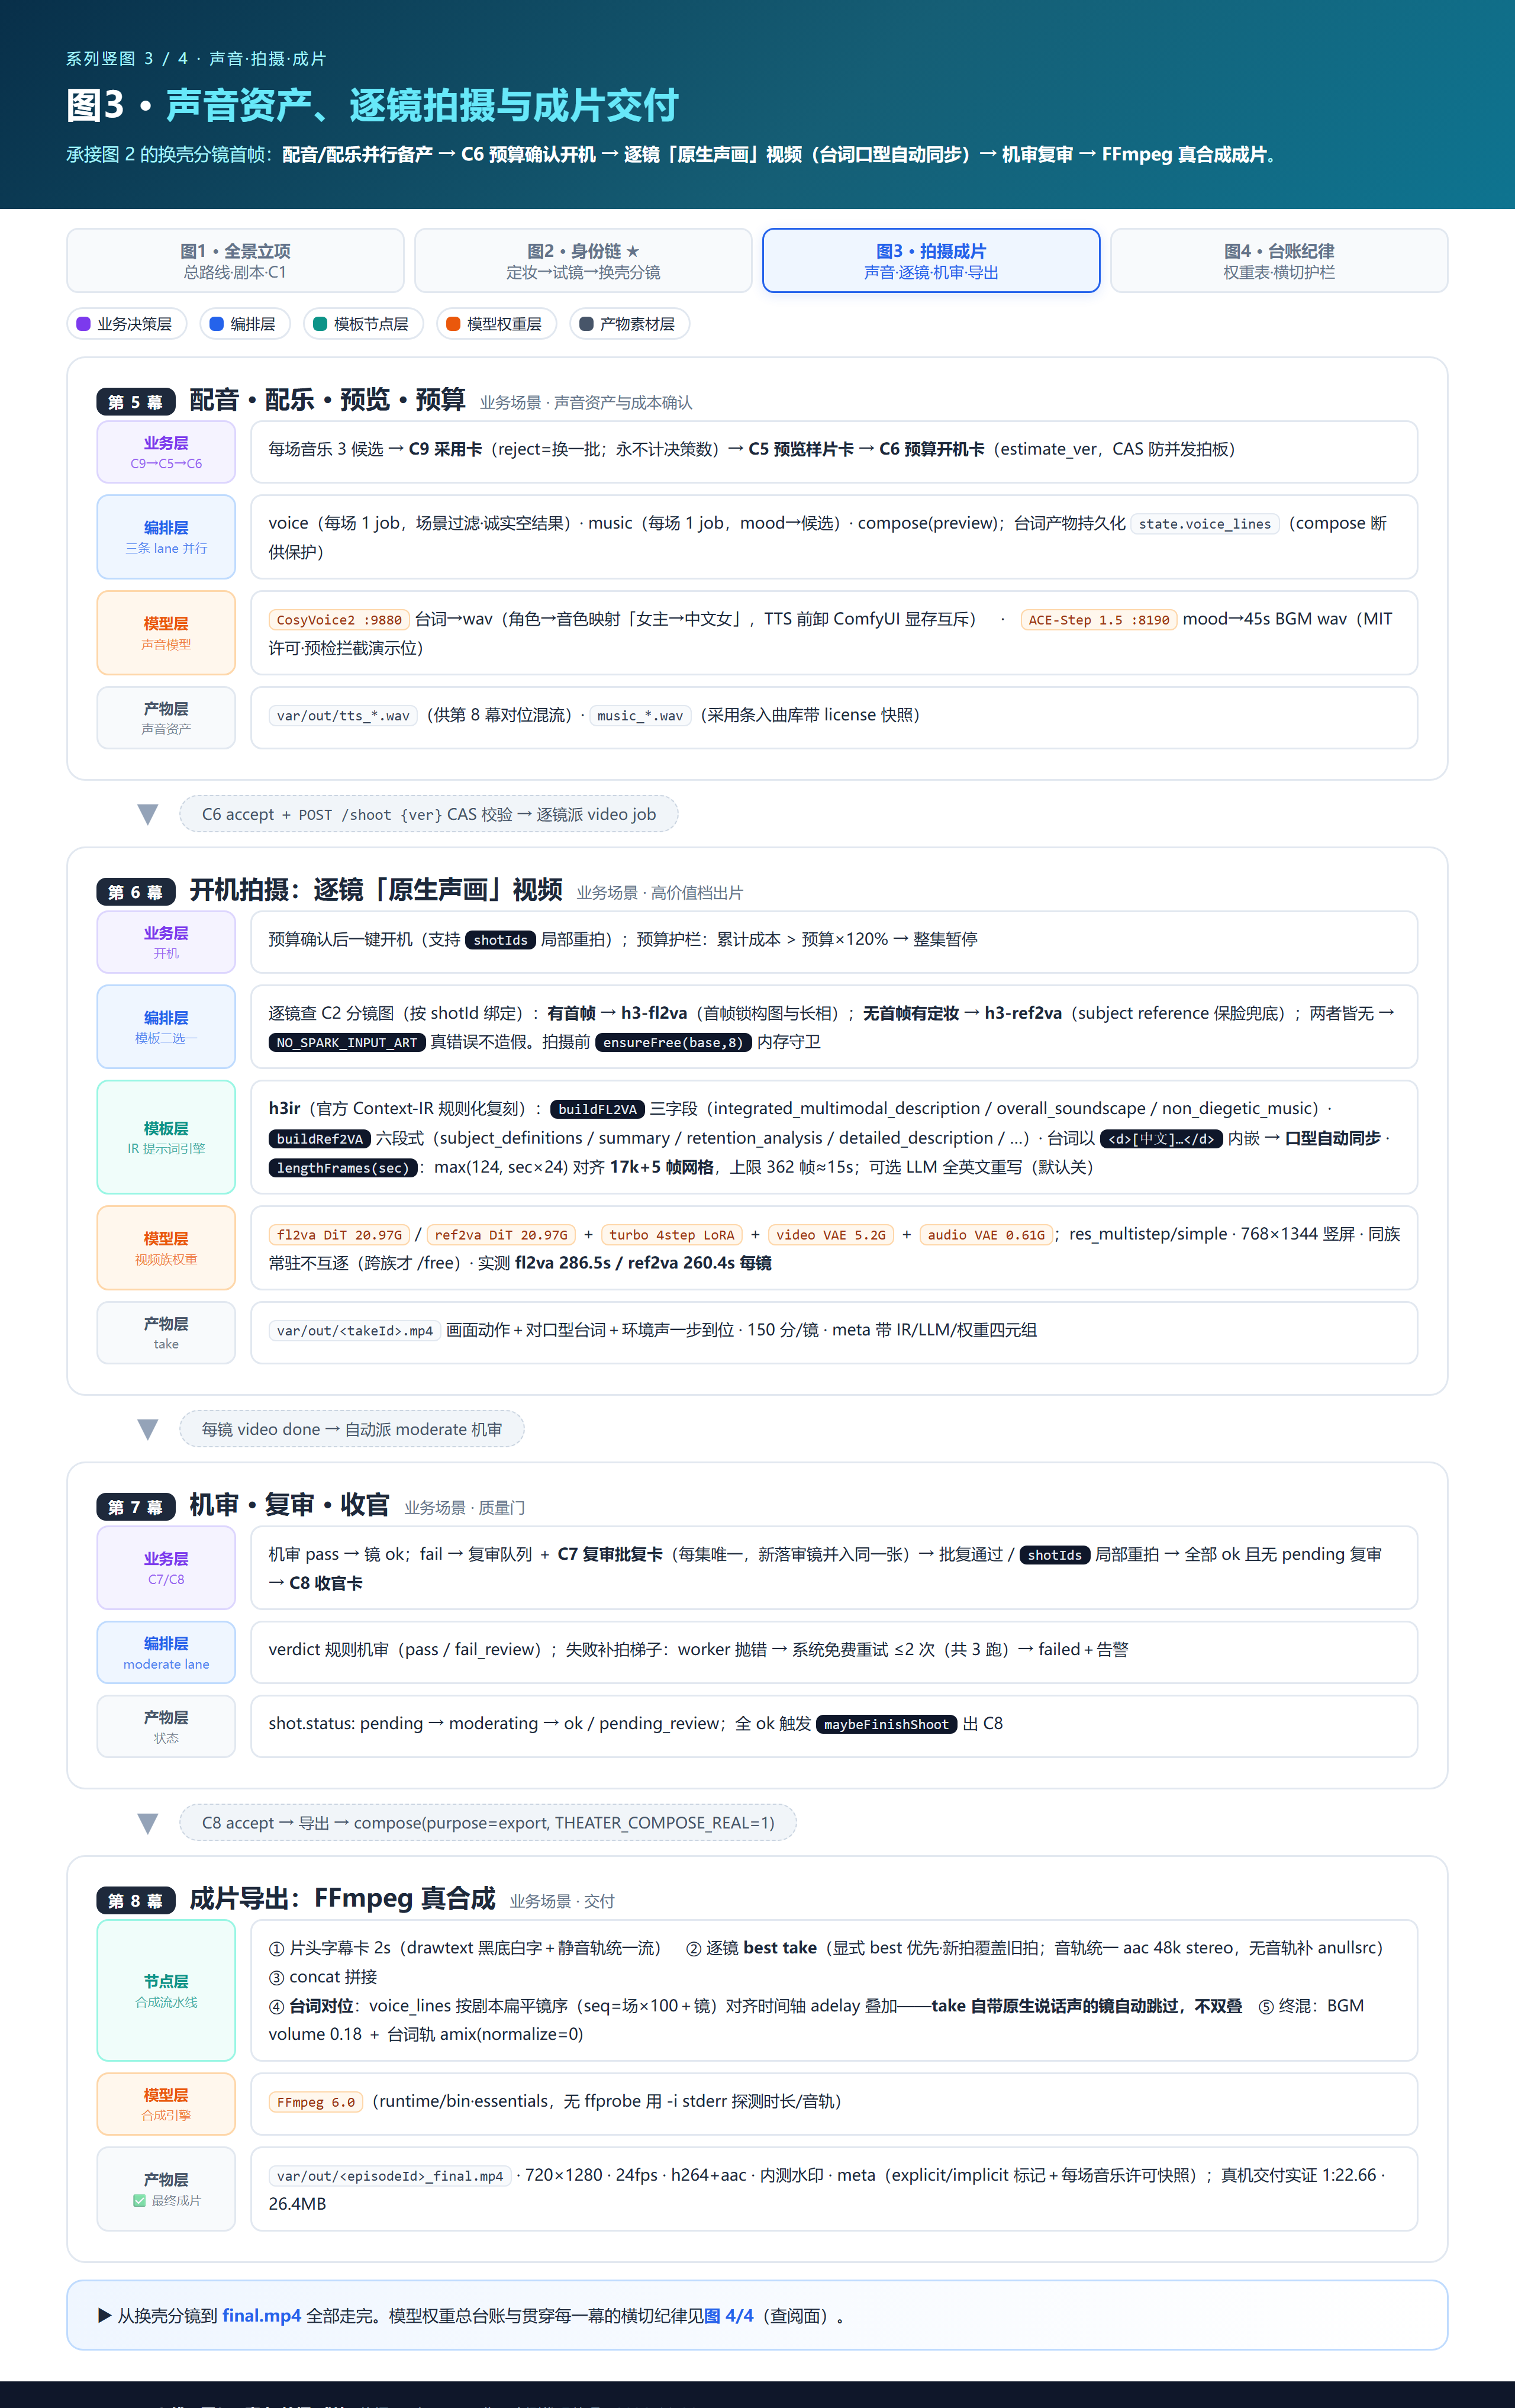 系列竖图 3 / 4 · 声音·拍摄·成片
图3 · 声音资产、逐镜拍摄与成片交付
承接图 2 的换壳分镜首帧：配音/配乐并行备产 → C6 预算确认开机 → 逐镜「原生声画」视频（台词口型自动同步）→ 机审复审 → FFmpeg 真合成成片。
图1 · 全景立项
总路线·剧本·C1
图2 · 身份链 ★
定妆→试镜→换壳分镜
图3 · 拍摄成片
声音·逐镜·机审·导出
图4 · 台账纪律
权重表·横切护栏
业务决策层
编排层
模板节点层
模型权重层
产物素材层
第 5 幕 配音 · 配乐 · 预览 · 预算 业务场景 · 声音资产与成本确认
业务层
C9→C5→C6
每场音乐 3 候选 → C9 采用卡（reject=换一批；永不计决策数）→ C5 预览样片卡 → C6 预算开机卡（estimate_ver，CAS 防并发拍板）
编排层
三条 lane 并行
voice（每场 1 job，场景过滤·诚实空结果）· music（每场 1 job，mood→候选）· compose(preview)；台词产物持久化 state.voice_lines（compose 断
供保护）
模型层
声音模型
CosyVoice2 :9880 台词→wav（角色→音色映射「女主→中文女」，TTS 前卸 ComfyUI 显存互斥） · ACE-Step 1.5 :8190 mood→45s BGM wav（MIT
许可·预检拦截演示位）
产物层
声音资产
var/out/tts_*.wav（供第 8 幕对位混流）· music_*.wav（采用条入曲库带 license 快照）
▼ C6 accept + POST /shoot {ver} CAS 校验 → 逐镜派 video job
第 6 幕 开机拍摄：逐镜「原生声画」视频 业务场景 · 高价值档出片
业务层
开机
预算确认后一键开机（支持 shotIds 局部重拍）；预算护栏：累计成本 > 预算×120% → 整集暂停
编排层
模板二选一
逐镜查 C2 分镜图（按 shotId 绑定）：有首帧 → h3-fl2va（首帧锁构图与长相）；无首帧有定妆 → h3-ref2va（subject reference 保脸兜底）；两者皆无 →
NO_SPARK_INPUT_ART 真错误不造假。拍摄前 ensureFree(base,8) 内存守卫
模板层
IR 提示词引擎
h3ir（官方 Context-IR 规则化复刻）：buildFL2VA 三字段（integrated_multimodal_description / overall_soundscape / non_diegetic_music）·
buildRef2VA 六段式（subject_definitions / summary / retention_analysis / detailed_description / …）· 台词以 <d>[中文]…</d> 内嵌 → 口型自动同步 ·
lengthFrames(sec)：max(124, sec×24) 对齐 17k+5 帧网格，上限 362 帧≈15s；可选 LLM 全英文重写（默认关）
模型层
视频族权重
fl2va DiT 20.97G / ref2va DiT 20.97G + turbo 4step LoRA + video VAE 5.2G + audio VAE 0.61G；res_multistep/simple · 768×1344 竖屏 · 同族
常驻不互逐（跨族才 /free）· 实测 fl2va 286.5s / ref2va 260.4s 每镜
产物层
take
var/out/<takeId>.mp4 画面动作＋对口型台词＋环境声一步到位 · 150 分/镜 · meta 带 IR/LLM/权重四元组
▼ 每镜 video done → 自动派 moderate 机审
第 7 幕 机审 · 复审 · 收官 业务场景 · 质量门
业务层
C7/C8
机审 pass → 镜 ok；fail → 复审队列 + C7 复审批复卡（每集唯一，新落审镜并入同一张）→ 批复通过 / shotIds 局部重拍 → 全部 ok 且无 pending 复审
→ C8 收官卡
编排层
moderate lane
verdict 规则机审（pass / fail_review）；失败补拍梯子：worker 抛错 → 系统免费重试 ≤2 次（共 3 跑）→ failed＋告警
产物层
状态
shot.status: pending → moderating → ok / pending_review；全 ok 触发 maybeFinishShoot 出 C8
▼ C8 accept → 导出 → compose(purpose=export, THEATER_COMPOSE_REAL=1)
第 8 幕 成片导出：FFmpeg 真合成 业务场景 · 交付
节点层
合成流水线
① 片头字幕卡 2s（drawtext 黑底白字＋静音轨统一流） ② 逐镜 best take（显式 best 优先·新拍覆盖旧拍；音轨统一 aac 48k stereo，无音轨补 anullsrc）
③ concat 拼接
④ 台词对位：voice_lines 按剧本扁平镜序（seq=场×100＋镜）对齐时间轴 adelay 叠加——take 自带原生说话声的镜自动跳过，不双叠 ⑤ 终混：BGM
volume 0.18 + 台词轨 amix(normalize=0)
模型层
合成引擎
FFmpeg 6.0（runtime/bin·essentials，无 ffprobe 用 -i stderr 探测时长/音轨）
产物层
✅ 最终成片
var/out/<episodeId>_final.mp4 · 720×1280 · 24fps · h264+aac · 内测水印 · meta（explicit/implicit 标记＋每场音乐许可快照）；真机交付实证 1:22.66 ·
26.4MB
▶ 从换壳分镜到 final.mp4 全部走完。模型权重总台账与贯穿每一幕的横切纪律见图 4/4（查阅面）。